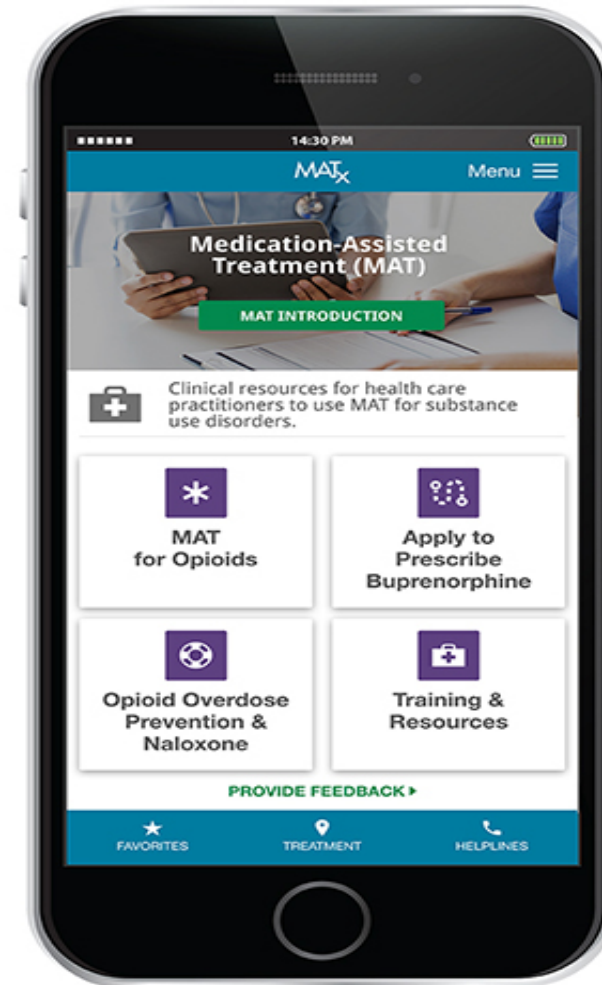 14:30 PM
MATx
Menu
Medication-Assisted
Treatment (MAT)
MAT INTRODUCTION
Clinical resources for health care
practitioners to use MAT for substance
use disorders.
MAT
for Opioids
Apply to
Prescribe
Buprenorphine
Opioid Overdose
Prevention &
Naloxone
Training &
Resources
PROVIDE FEEDBACK
FAVORITES
TREATMENT
HELPLINES